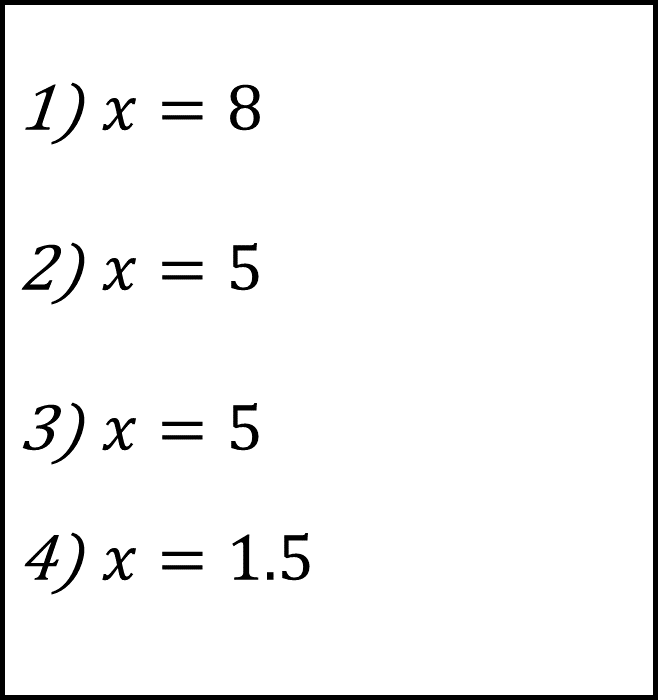 1) x = 8
2) x = 5
3) x = 5
4) x = 1.5